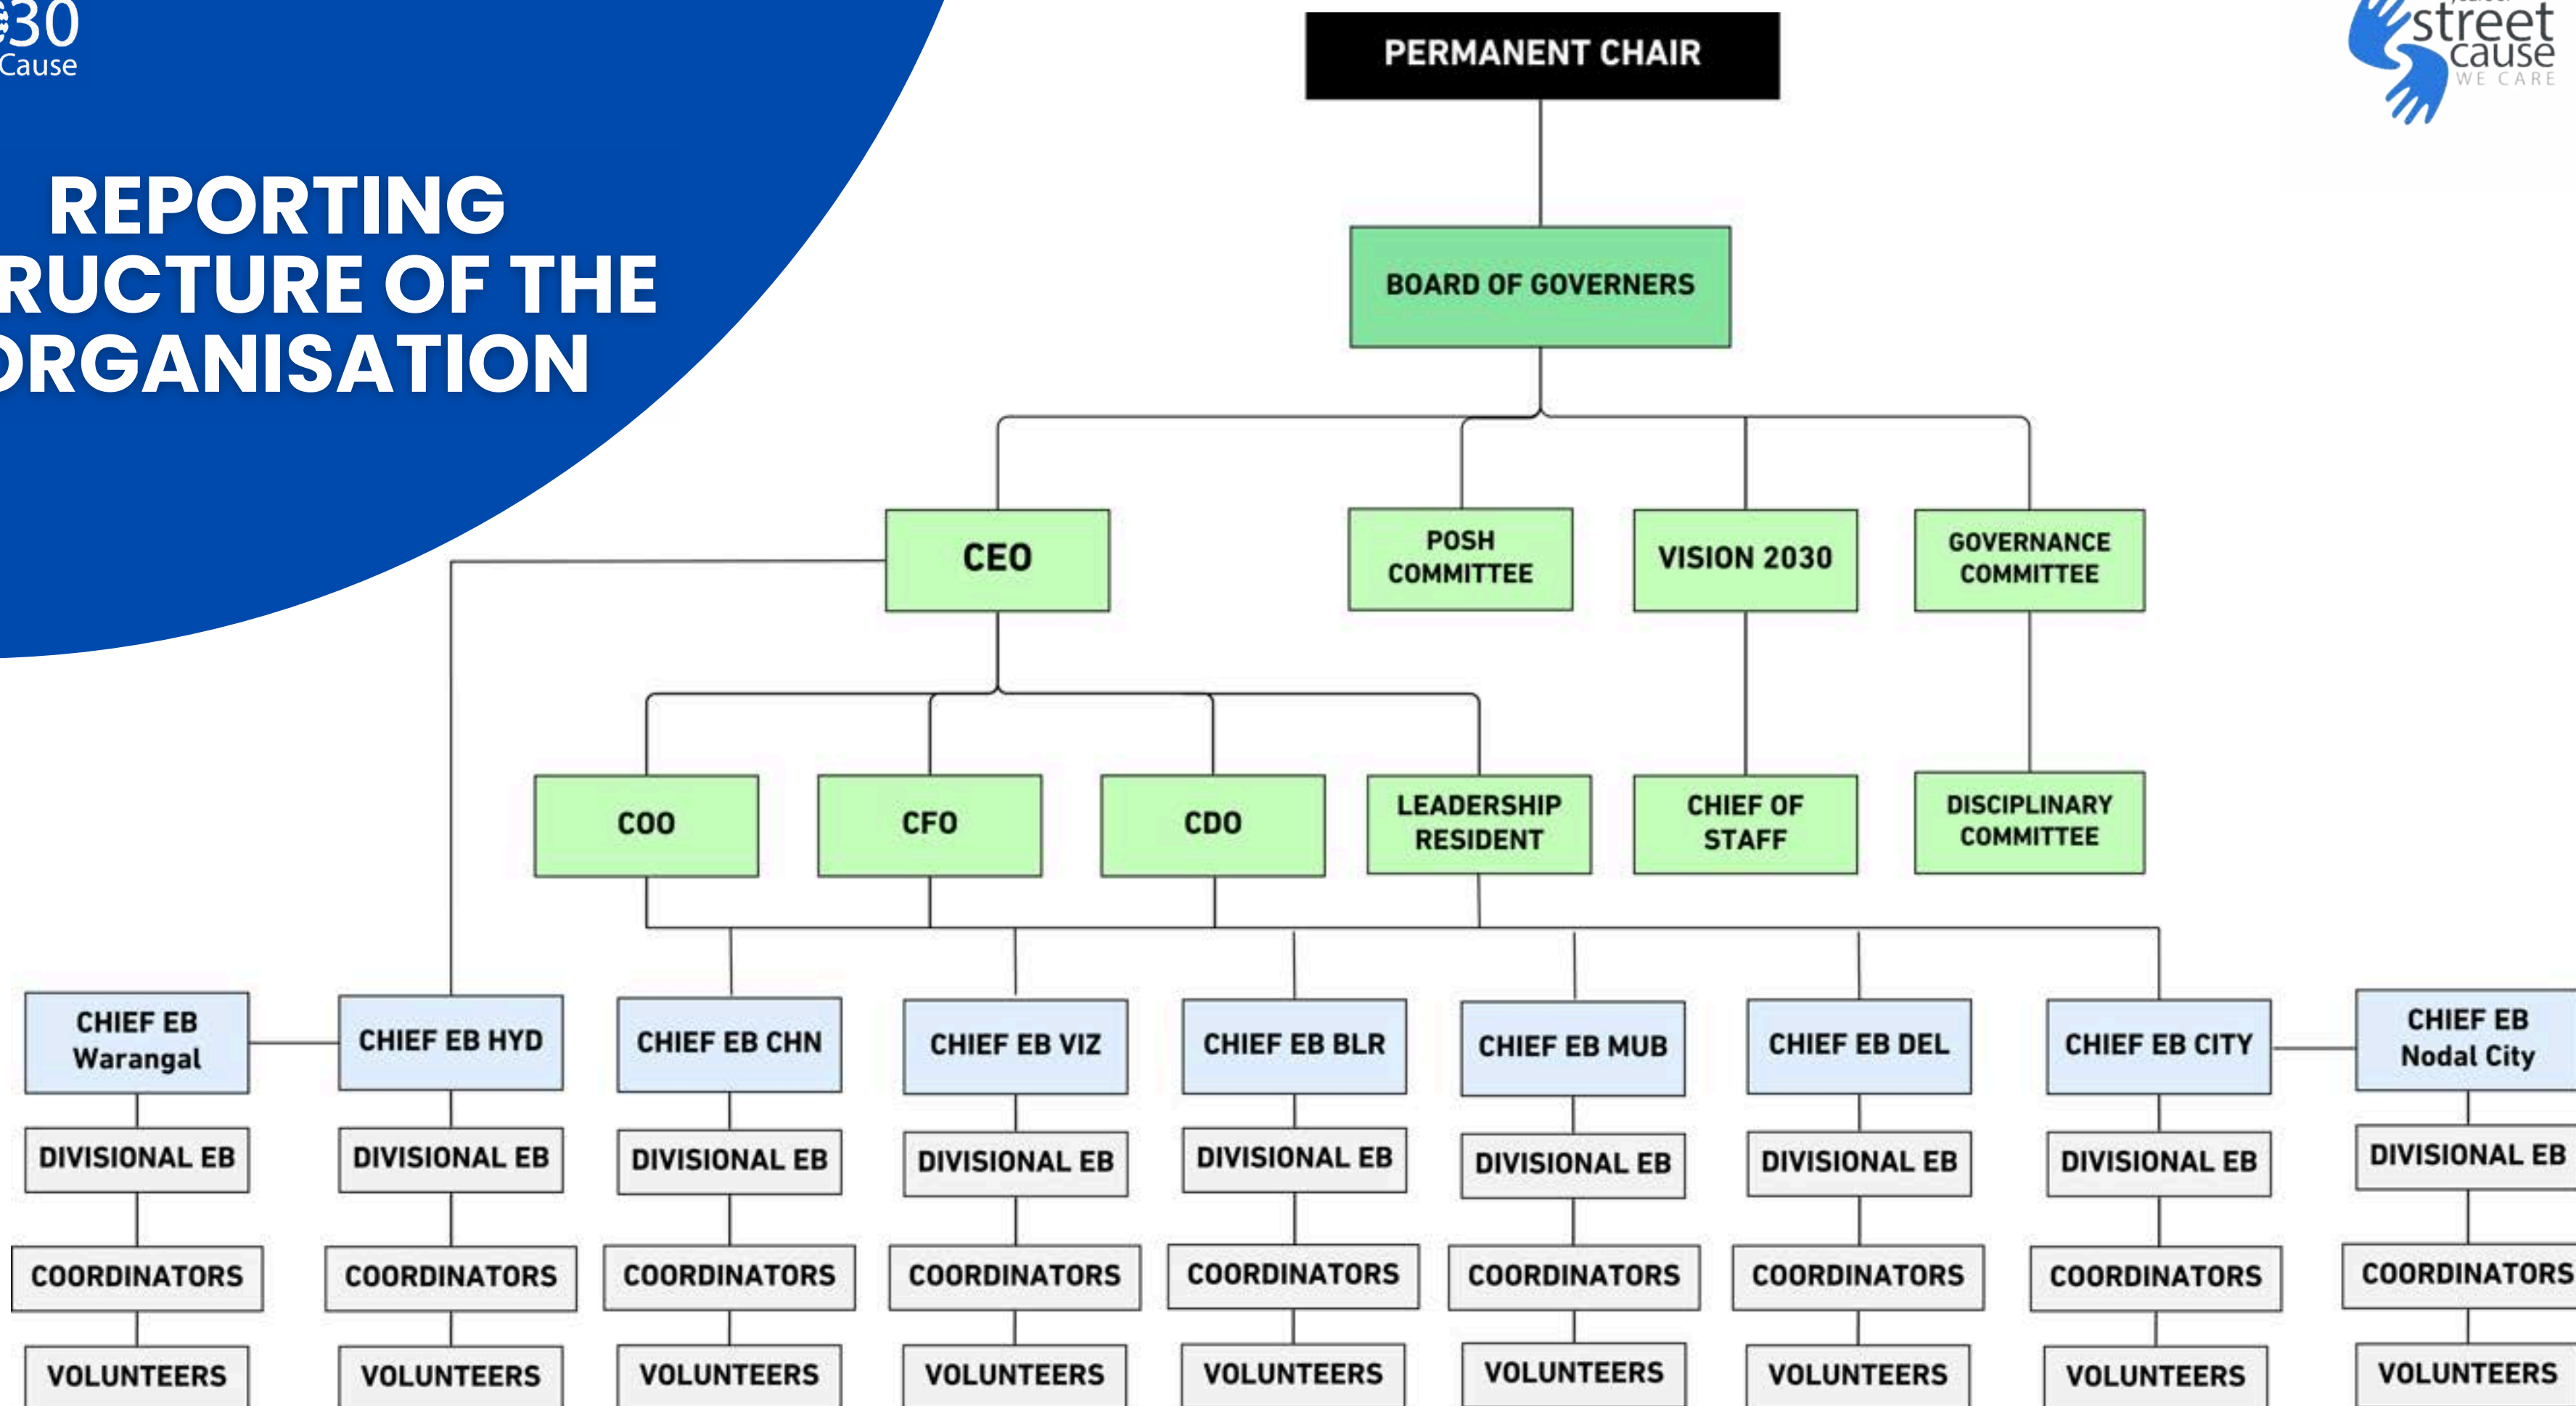 30
Cause
REPORTING
RUCTURE OF THE
ORGANISATION
street
cause
WE CARE
PERMANENT CHAIR
BOARD OF GOVERNERS
CEO
POSH
COMMITTEE
VISION 2030
GOVERNANCE
COMMITTEE
COO
CFO
CDO
LEADERSHIP
RESIDENT
CHIEF OF
STAFF
DISCIPLINARY
COMMITTEE
CHIEF EB
Warangal
CHIEF EB HYD
CHIEF EB CHN
CHIEF EB VIZ
CHIEF EB BLR
CHIEF EB MUB
CHIEF EB DEL
CHIEF EB CITY
CHIEF EB
Nodal City
DIVISIONAL EB
DIVISIONAL EB
DIVISIONAL EB
DIVISIONAL EB
DIVISIONAL EB
DIVISIONAL EB
DIVISIONAL EB
DIVISIONAL EB
DIVISIONAL EB
COORDINATORS
COORDINATORS
COORDINATORS
COORDINATORS
COORDINATORS
COORDINATORS
COORDINATORS
COORDINATORS
COORDINATORS
VOLUNTEERS
VOLUNTEERS
VOLUNTEERS
VOLUNTEERS
VOLUNTEERS
VOLUNTEERS
VOLUNTEERS
VOLUNTEERS
VOLUNTEERS